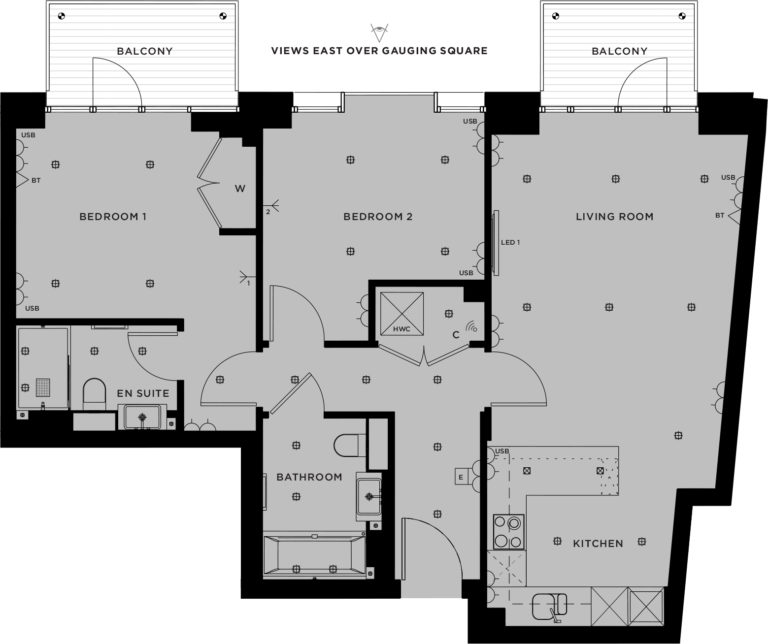 BALCONY
BALCONY
VIEWS EAST OVER GAUGING SQUARE
USB
BT
W
BEDROOM 1
2
1
USB
USB
BEDROOM 2
USB
USB
BT
LIVING ROOM
LED 1
HWC
C
EN SUITE
BATHROOM
E
USB
KITCHEN